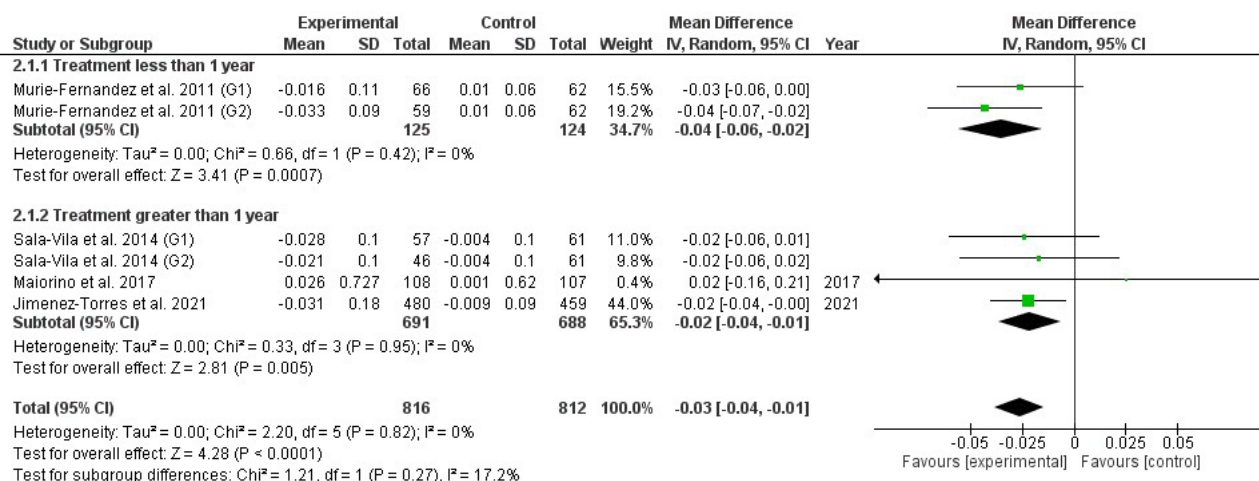 Experimental Control Mean Difference Mean Difference
Study or Subgroup Mean SD Total Mean SD Total Weight IV, Random, 95% CI Year IV, Random, 95% CI
2.1.1 Treatment less than 1 year
Murie-Fernandez et al. 2011 (G1) -0.016 0.11 66 0.01 0.06 62 15.5% -0.03 [-0.06, 0.00]
Murie-Fernandez et al. 2011 (G2) -0.033 0.09 59 0.01 0.06 62 19.2% -0.04 [-0.07, -0.02]
Subtotal (95% CI) 125 124 34.7% -0.04 [-0.06, -0.02]
Heterogeneity: Tau² = 0.00; Chi² = 0.66, df = 1 (P = 0.42); I² = 0%
Test for overall effect: Z = 3.41 (P = 0.0007)
2.1.2 Treatment greater than 1 year
Sala-Vila et al. 2014 (G1) -0.028 0.1 57 -0.004 0.1 61 11.0% -0.02 [-0.06, 0.01]
Sala-Vila et al. 2014 (G2) -0.021 0.1 46 -0.004 0.1 61 9.8% -0.02 [-0.06, 0.02]
Maiorino et al. 2017 0.026 0.727 108 0.001 0.62 107 0.4% 0.02 [-0.16, 0.21] 2017
Jimenez-Torres et al. 2021 -0.031 0.18 480 -0.009 0.09 459 44.0% -0.02 [-0.04, -0.00] 2021
Subtotal (95% CI) 691 688 65.3% -0.02 [-0.04, -0.01]
Heterogeneity: Tau² = 0.00; Chi² = 0.33, df = 3 (P = 0.95); I² = 0%
Test for overall effect: Z = 2.81 (P = 0.005)
Total (95% CI) 816 812 100.0% -0.03 [-0.04, -0.01]
Heterogeneity: Tau² = 0.00; Chi² = 2.20, df = 5 (P = 0.82); I² = 0%
Test for overall effect: Z = 4.28 (P < 0.0001)
Test for subgroup differences: Chi² = 1.21, df = 1 (P = 0.27), I² = 17.2%
-0.05 -0.025 0 0.025 0.05
Favours [experimental] Favours [control]